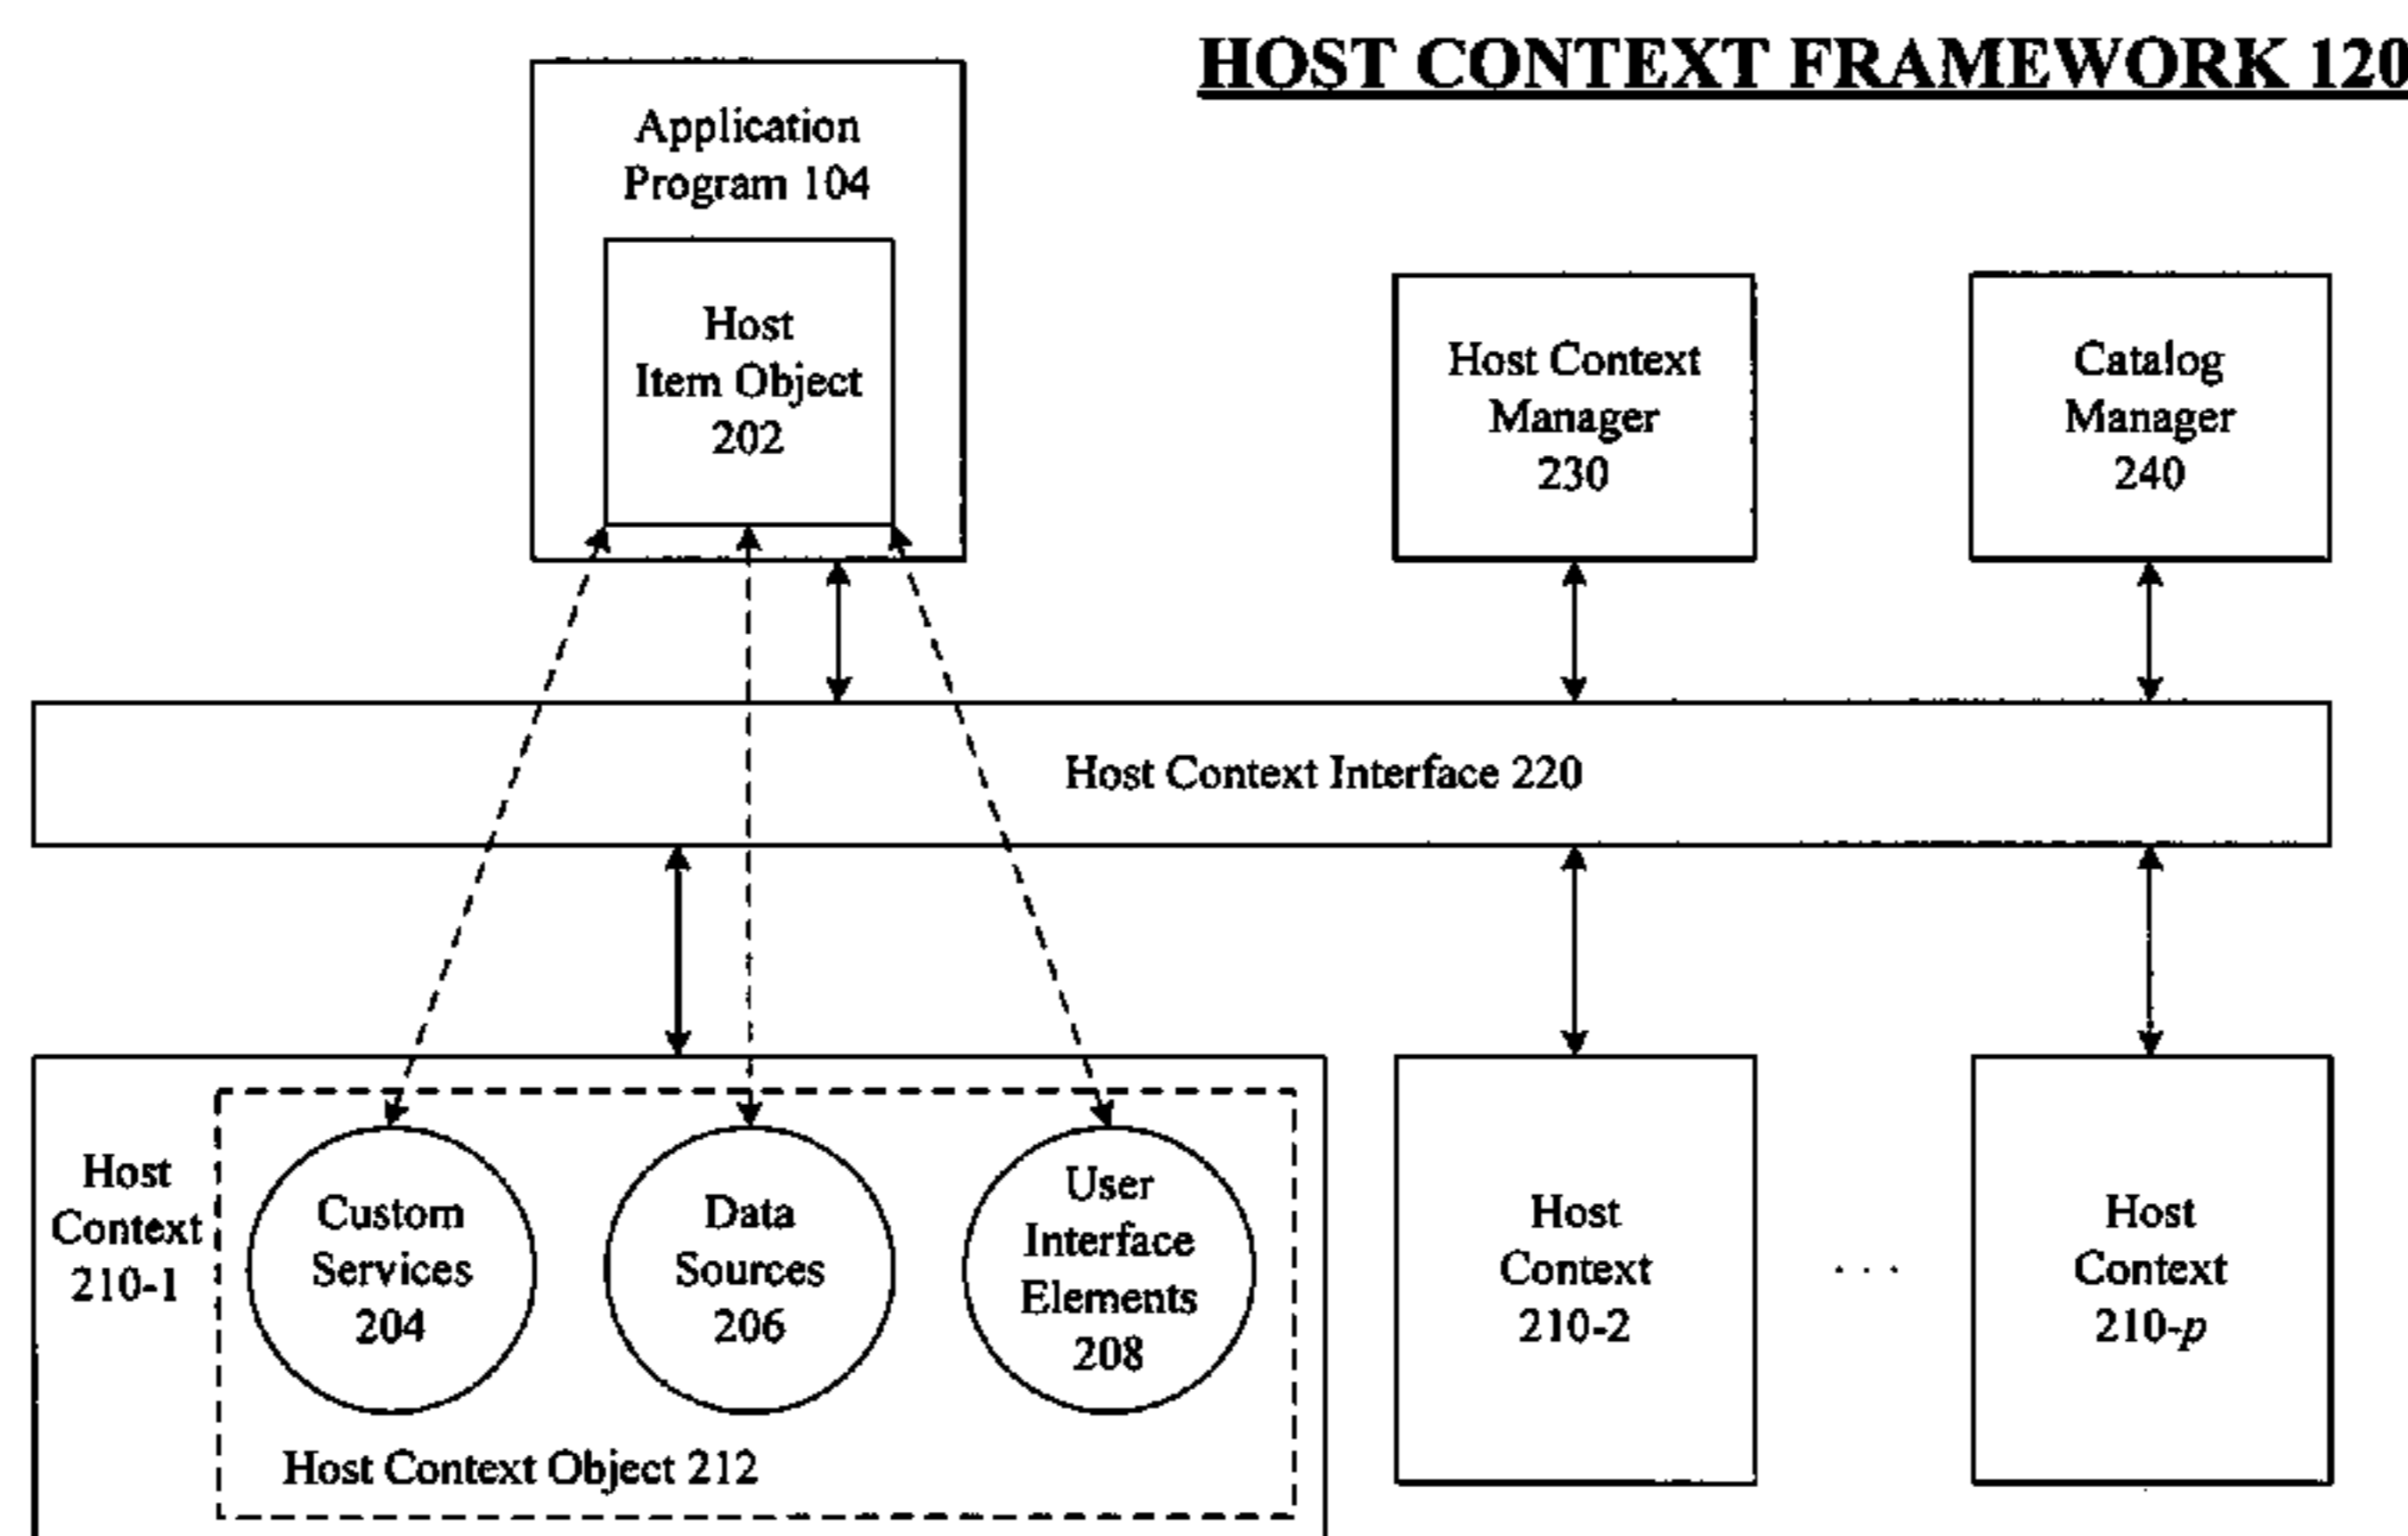 HOST CONTEXT FRAMEWORK 120
Application
Program 104
Host
Item Object
202
Host Context
Manager
230
Catalog
Manager
240
Host Context Interface 220
Host
Context
210-1
Custom
Services
204
Data
Sources
206
User
Interface
Elements
208
Host Context Object 212
Host
Context
210-2
. . .
Host
Context
210-p